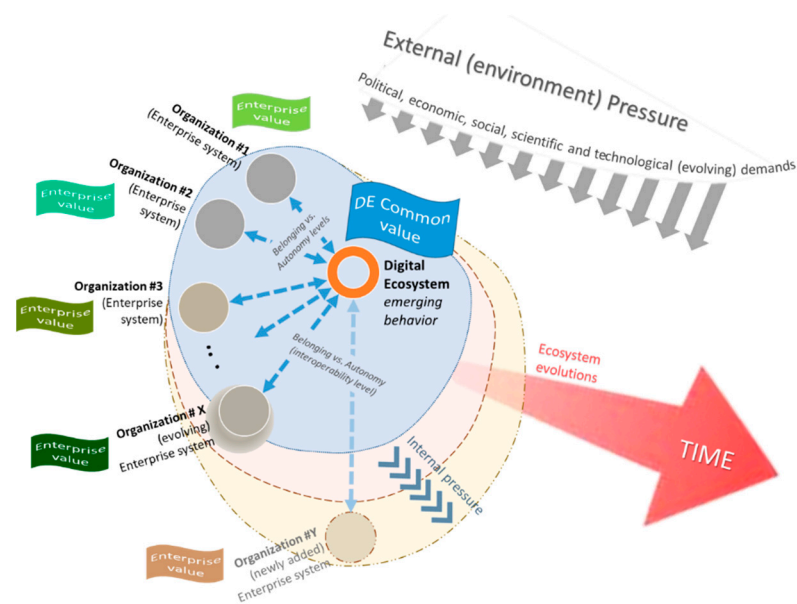 External (environment) Pressure
Political, economic, social, scientific and technological (evolving) demands
Enterprise
value
Organization #1
(Enterprise system)
Enterprise
value
Organization #2
(Enterprise
system)
DE Common
value
Belonging vs.
Autonomy levels
Digital
Ecosystem
emerging
behavior
Enterprise
value
Organization #3
(Enterprise
system)
Belonging vs. Autonomy
(interoperability level)
Ecosystem
evolutions
TIME
Enterprise
value
Organization # X
(evolving)
Enterprise system
Internal pressure
Enterprise
value
Organization #Y
(newly added)
Enterprise system